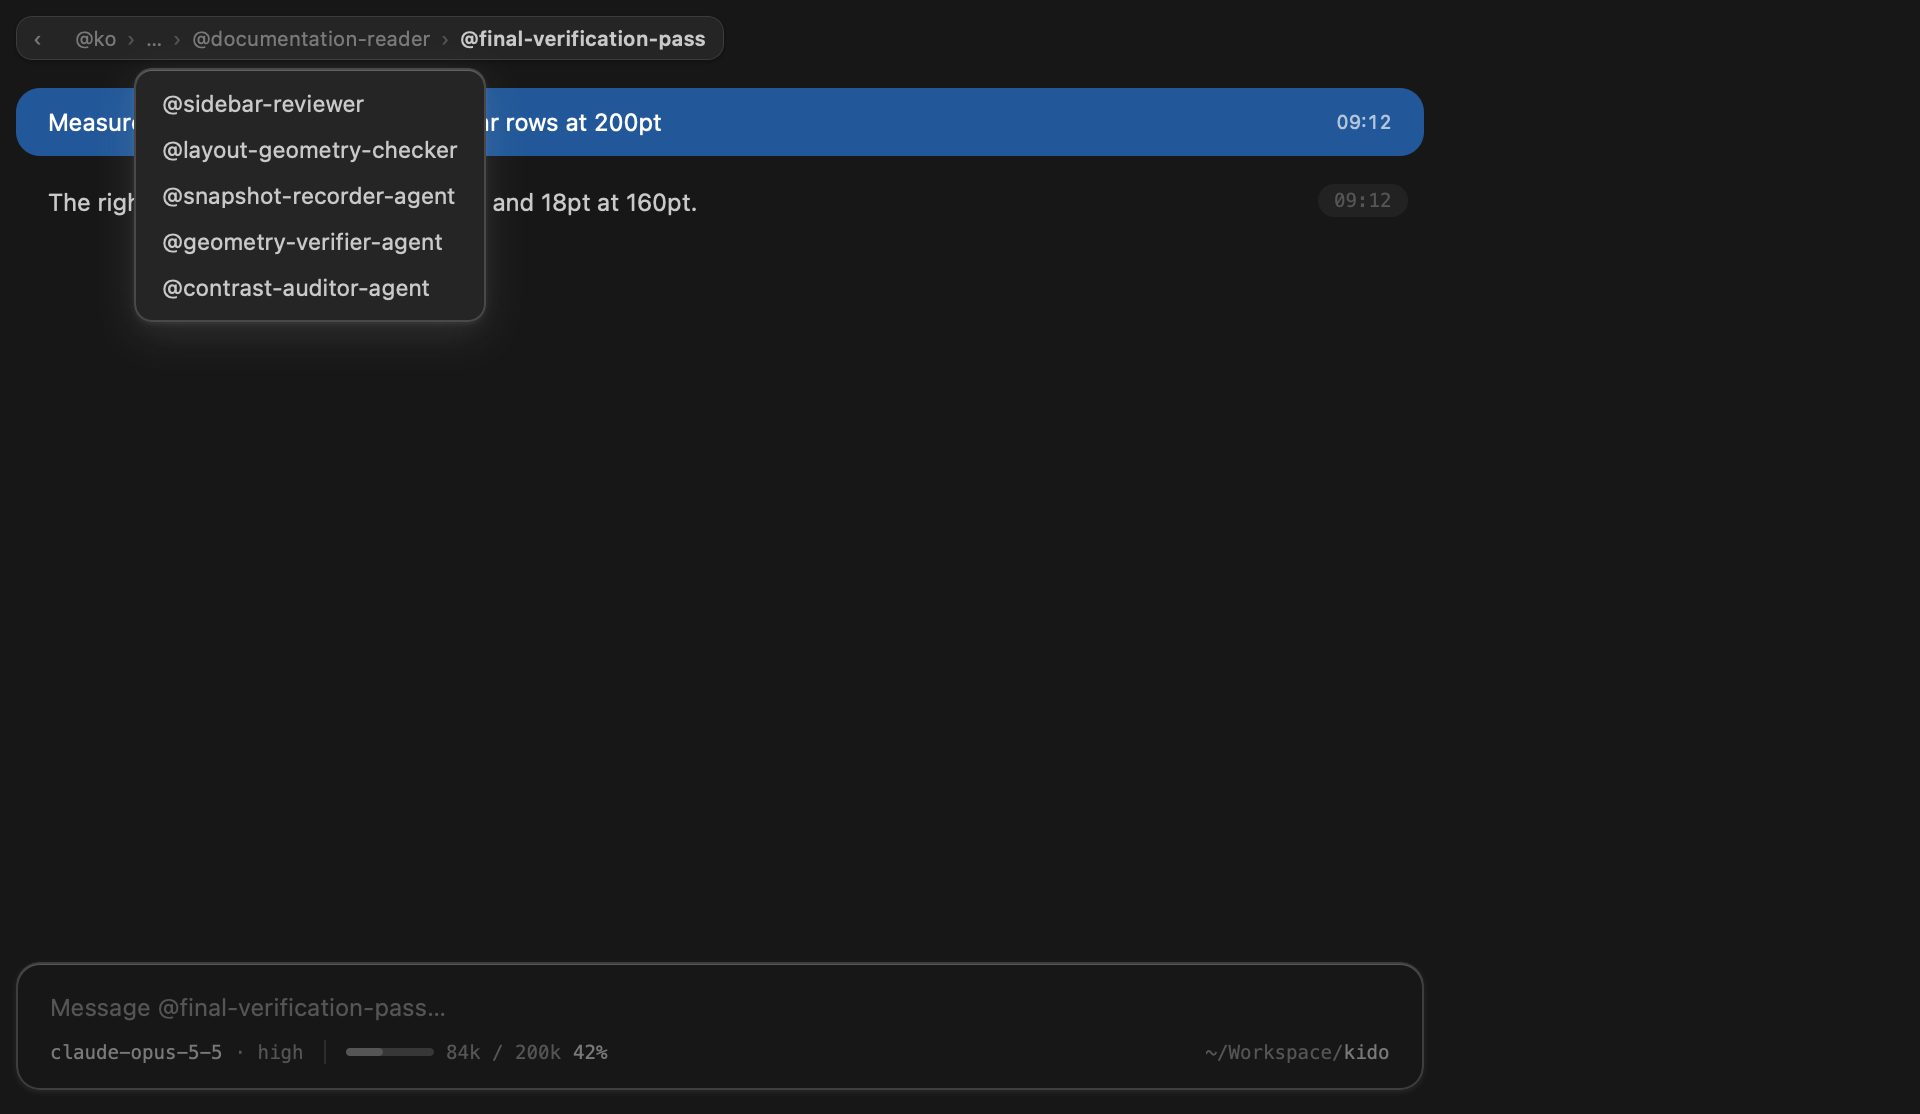 ‹ @ko › … › @documentation-reader › @final-verification-pass
@sidebar-reviewer
Measur ar rows at 200pt 09:12
@layout-geometry-checker
@snapshot-recorder-agent
The righ and 18pt at 160pt. 09:12
@geometry-verifier-agent
@contrast-auditor-agent
Message @final-verification-pass…
claude-opus-5-5 · high 84k / 200k 42% ~/Workspace/kido